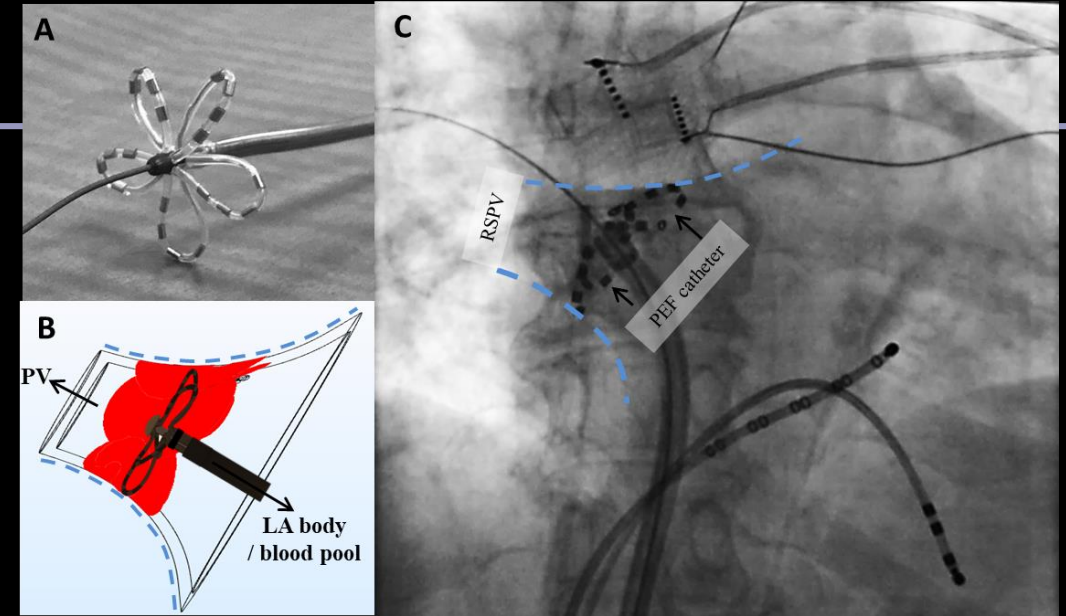 A
B
PV
LA body
/ blood pool
C
RSPV
PEF catheter